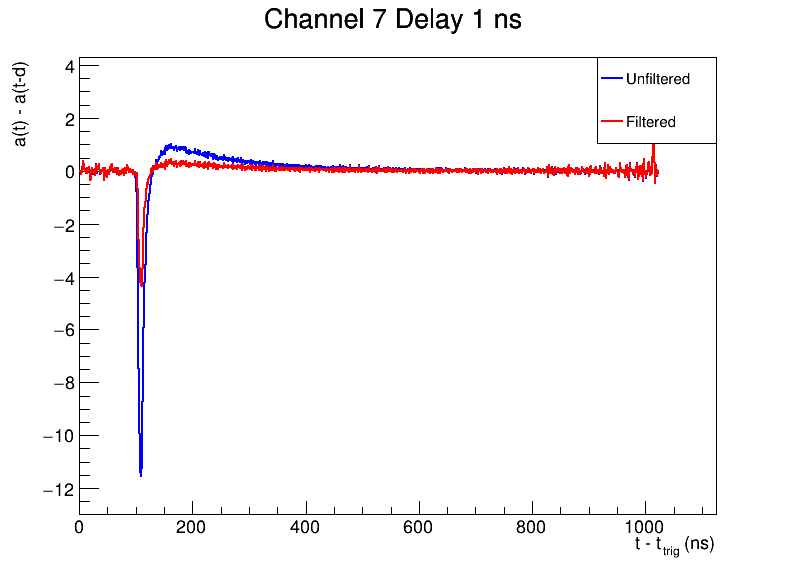 Channel 7 Delay 1 ns
a(t) - a(t-d)
Unfiltered
Filtered
4
2
0
−2
−4
−6
−8
−10
−12
0 200 400 600 800 1000
t - t_trig (ns)